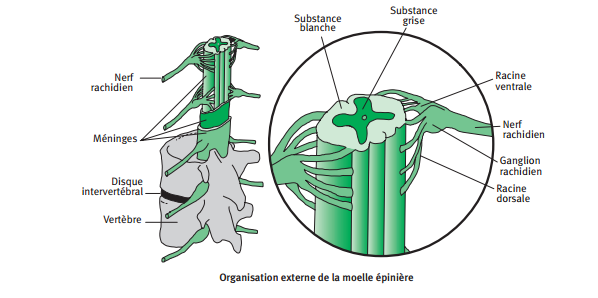 Nerf
rachidien
Méninges
Disque
intervertébral
Vertèbre
Substance
blanche
Substance
grise
Racine
ventrale
Nerf
rachidien
Ganglion
rachidien
Racine
dorsale
Organisation externe de la moelle épinière